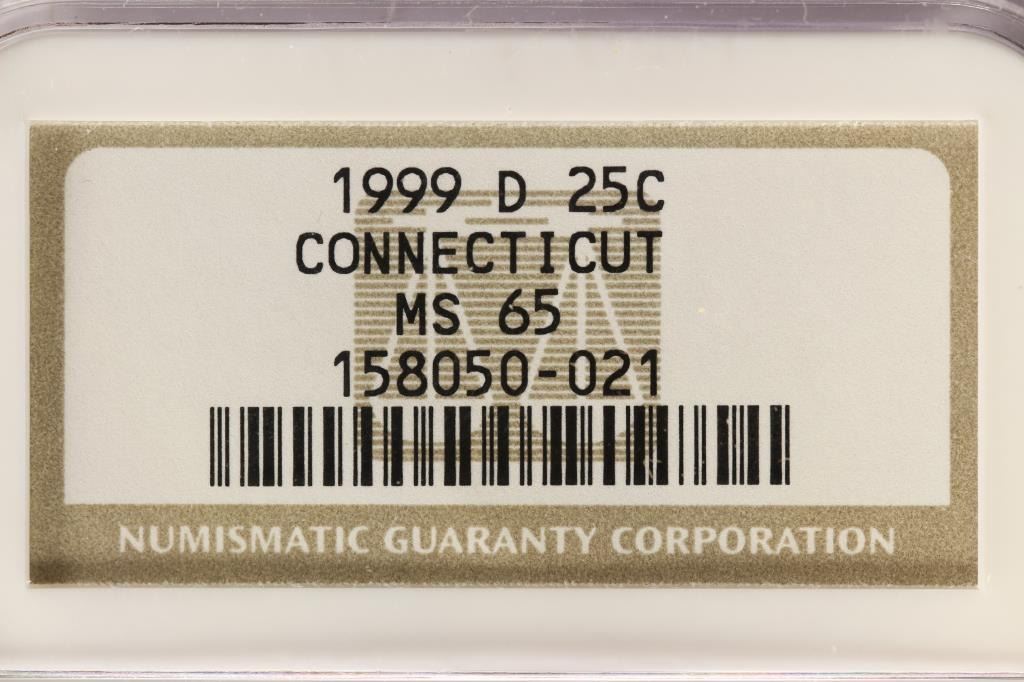 1999 D 25C
CONNECTICUT
MS 65
158050-021
NUMISMATIC GUARANTY CORPORATION